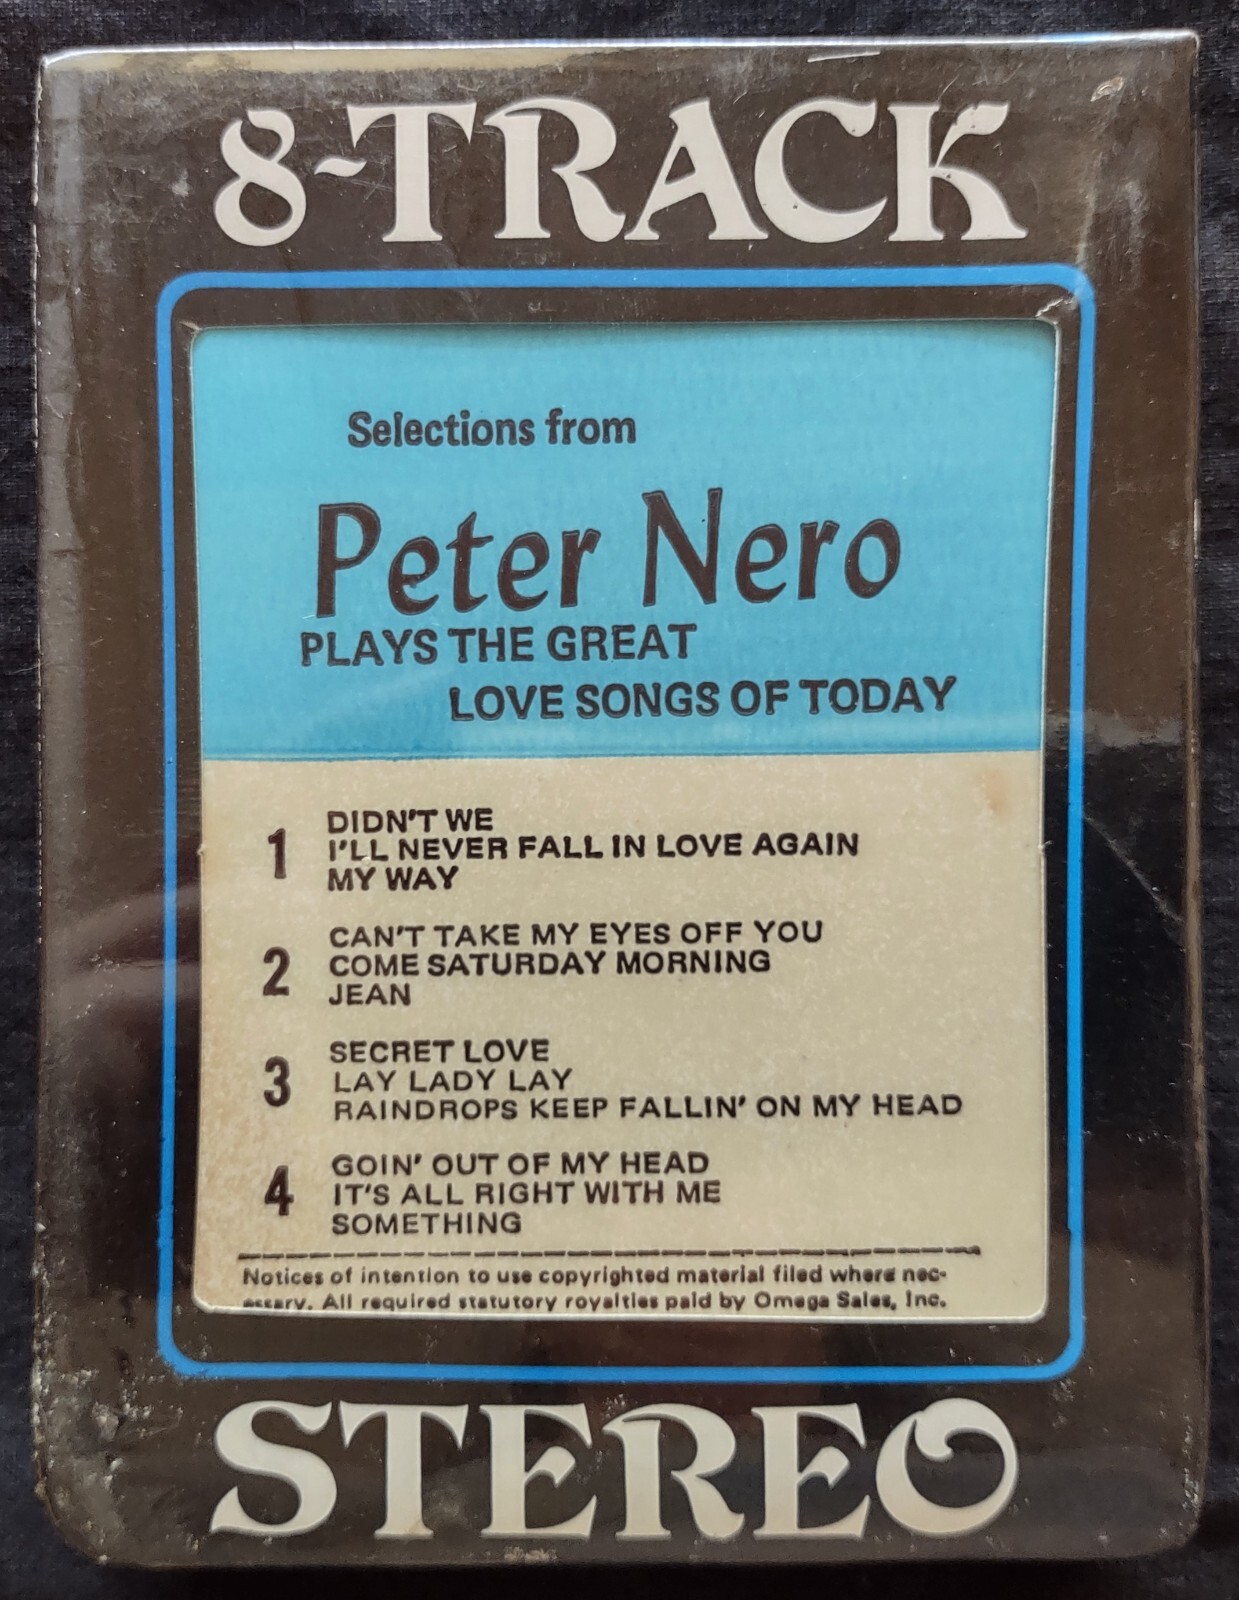 8-TRACK
Selections from
Peter Nero
PLAYS THE GREAT
LOVE SONGS OF TODAY
1
DIDN'T WE
I'LL NEVER FALL IN LOVE AGAIN
MY WAY
2
CAN'T TAKE MY EYES OFF YOU
COME SATURDAY MORNING
JEAN
3
SECRET LOVE
LAY LADY LAY
RAINDROPS KEEP FALLIN' ON MY HEAD
4
GOIN' OUT OF MY HEAD
IT'S ALL RIGHT WITH ME
SOMETHING
Notices of intention to use copyrighted material filed where nec-
essary. All required statutory royalties paid by Omega Sales, Inc.
STEREO